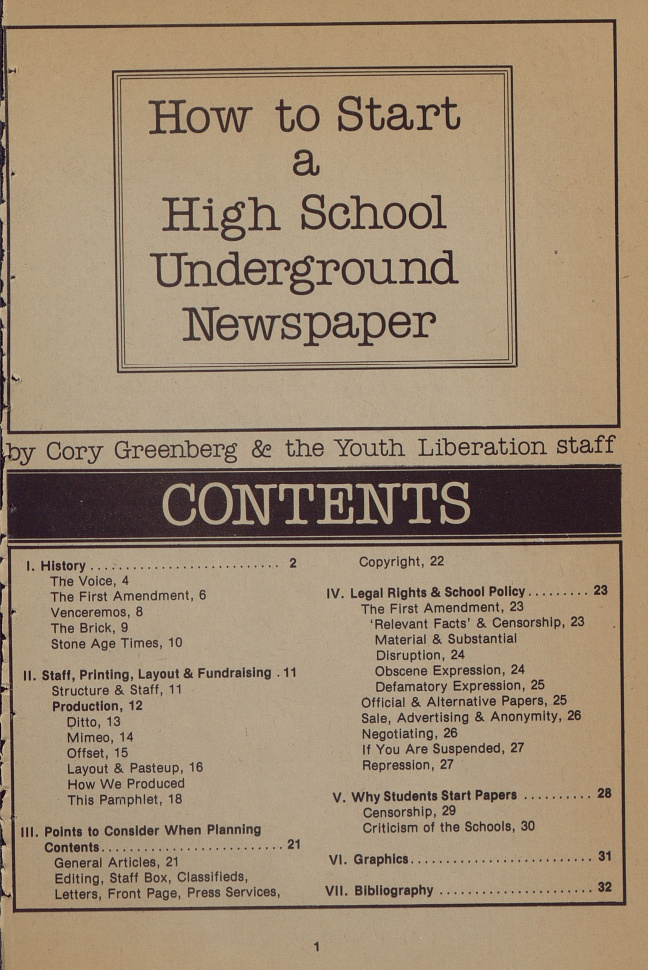 How to Start
a
High School
Underground
Newspaper
by Cory Greenberg & the Youth Liberation staff
CONTENTS
I. History . . . . . . . . . . . . . . . . . . . . . . . . . . . 2
The Voice, 4
The First Amendment, 6
Venceremos, 8
The Brick, 9
Stone Age Times, 10
II. Staff, Printing, Layout & Fundraising . 11
Structure & Staff, 11
Production, 12
Ditto, 13
Mimeo, 14
Offset, 15
Layout & Pasteup, 16
How We Produced
This Pamphlet, 18
III. Points to Consider When Planning
Contents. . . . . . . . . . . . . . . . . . . . . . . . . 21
General Articles, 21
Editing, Staff Box, Classifieds,
Letters, Front Page, Press Services,
Copyright, 22
IV. Legal Rights & School Policy. . . . . . . . . 23
The First Amendment, 23
'Relevant Facts' & Censorship, 23
Material & Substantial
Disruption, 24
Obscene Expression, 24
Defamatory Expression, 25
Official & Alternative Papers, 25
Sale, Advertising & Anonymity, 26
Negotiating, 26
If You Are Suspended, 27
Repression, 27
V. Why Students Start Papers . . . . . . . . . . 28
Censorship, 29
Criticism of the Schools, 30
VI. Graphics. . . . . . . . . . . . . . . . . . . . . . . . . 31
VII. Bibliography . . . . . . . . . . . . . . . . . . . . . 32
1